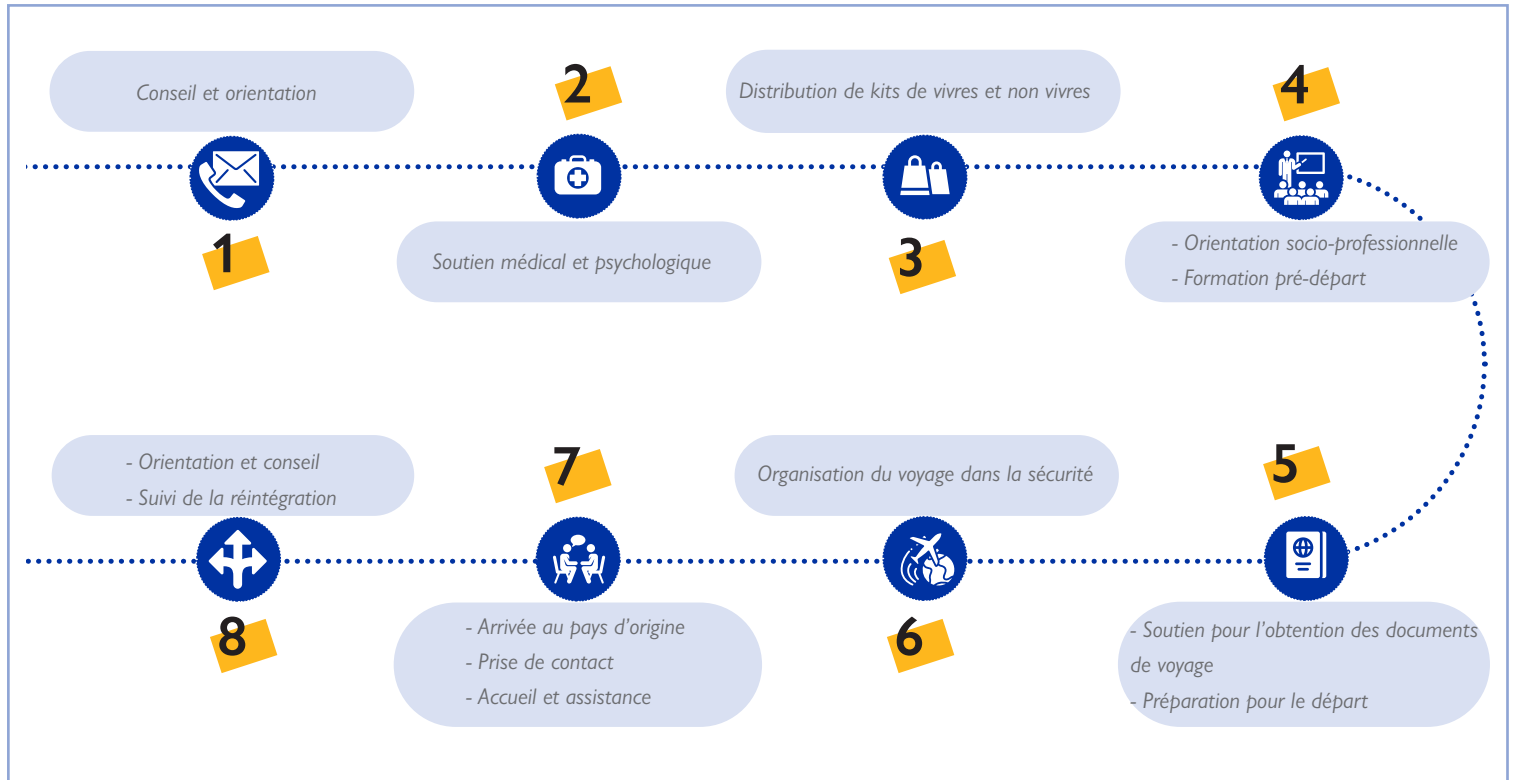 Conseil et orientation
1
2
Soutien médical et psychologique
Distribution de kits de vivres et non vivres
3
4
- Orientation socio-professionnelle
- Formation pré-départ
5
- Soutien pour l'obtention des documents
de voyage
- Préparation pour le départ
Organisation du voyage dans la sécurité
6
7
- Arrivée au pays d'origine
- Prise de contact
- Accueil et assistance
- Orientation et conseil
- Suivi de la réintégration
8